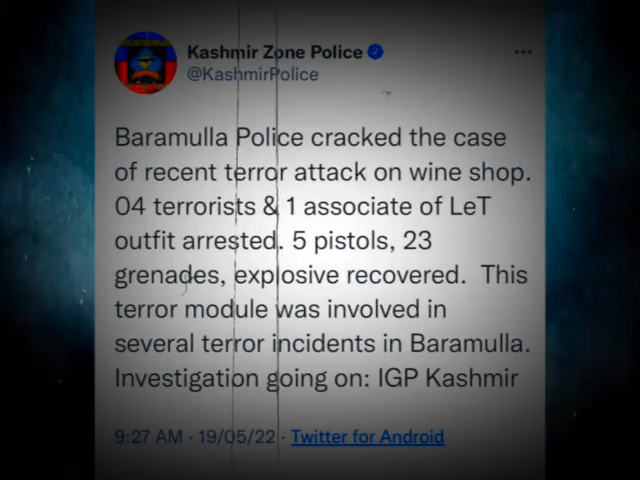 Kashmir Zone Police
@KashmirPolice
Baramulla Police cracked the case
of recent terror attack on wine shop.
04 terrorists & 1 associate of LeT
outfit arrested. 5 pistols, 23
grenades, explosive recovered. This
terror module was involved in
several terror incidents in Baramulla.
Investigation going on: IGP Kashmir
9:27 AM · 19/05/22 · Twitter for Android